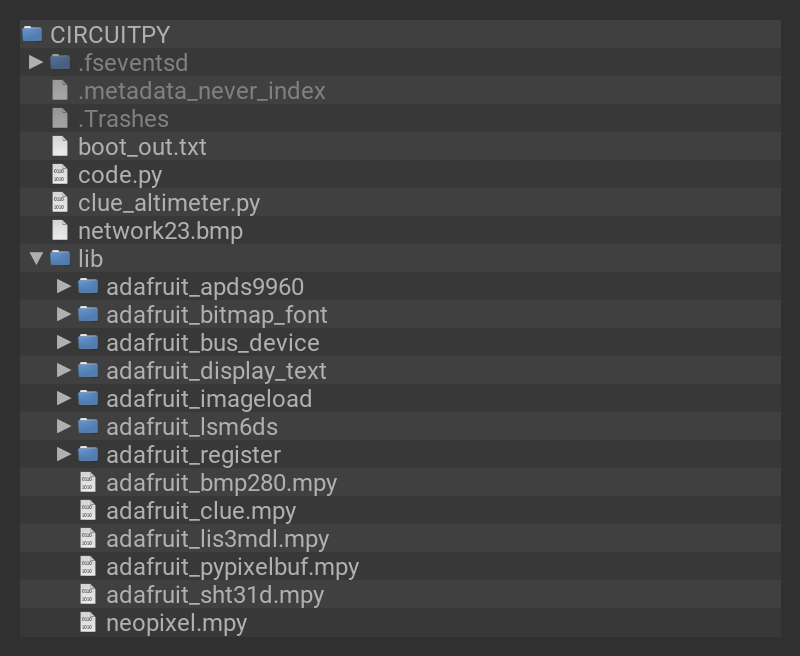 CIRCUITPY
.fseventsd
.metadata_never_index
.Trashes
boot_out.txt
code.py
clue_altimeter.py
network23.bmp
lib
adafruit_apds9960
adafruit_bitmap_font
adafruit_bus_device
adafruit_display_text
adafruit_imageload
adafruit_lsm6ds
adafruit_register
adafruit_bmp280.mpy
adafruit_clue.mpy
adafruit_lis3mdl.mpy
adafruit_pypixelbuf.mpy
adafruit_sht31d.mpy
neopixel.mpy